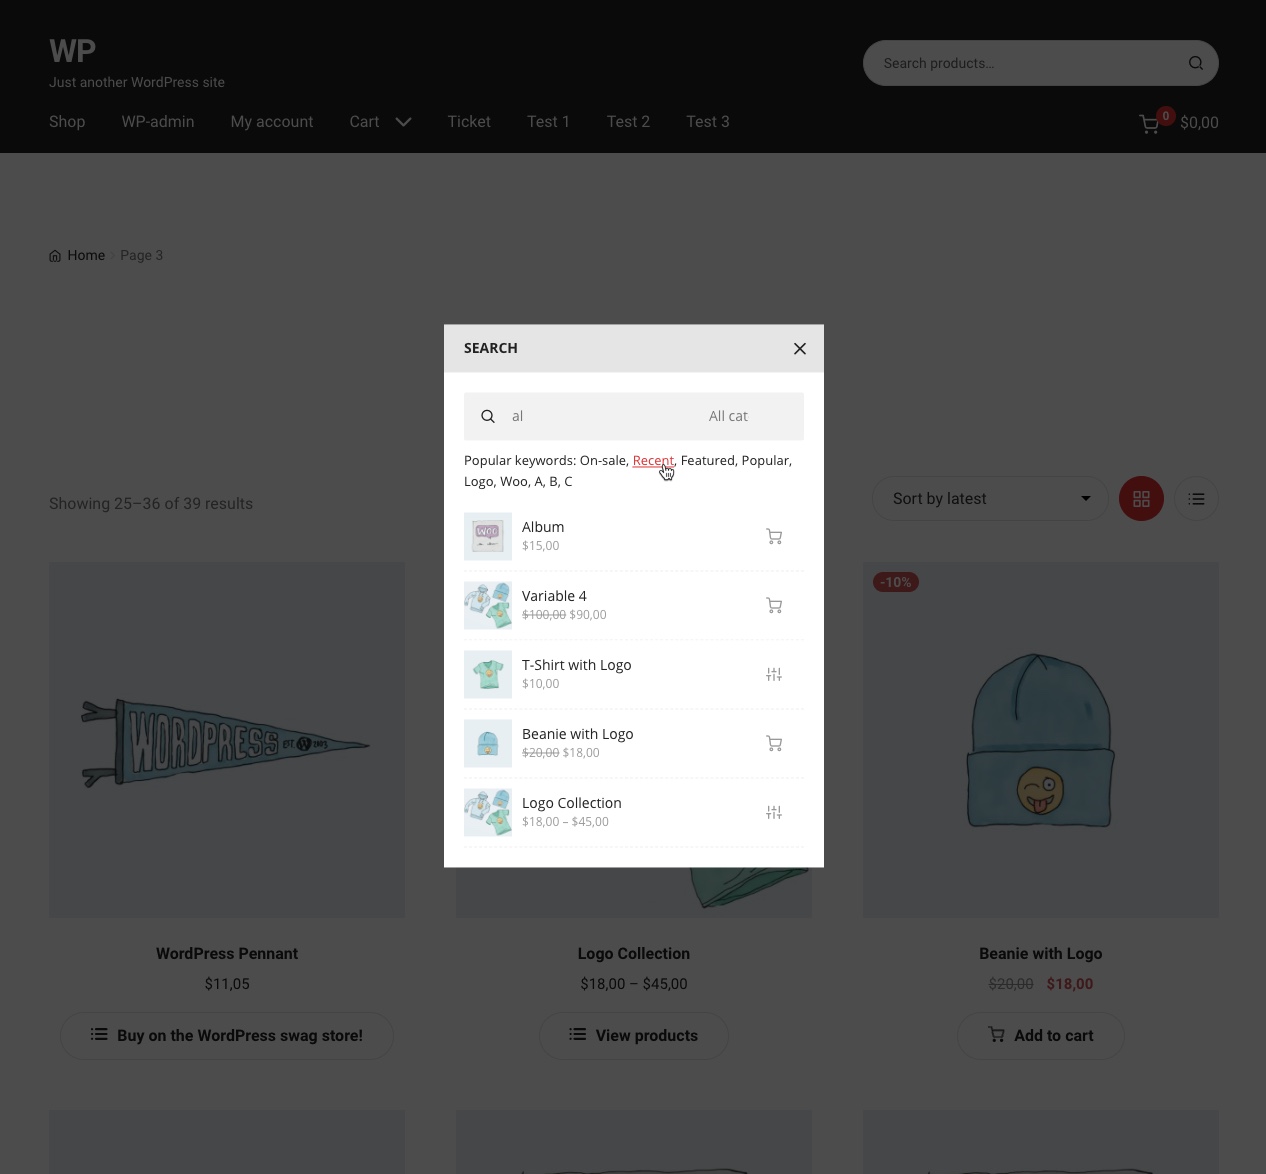 WP
Just another WordPress site
Search products…
Shop
WP-admin
My account
Cart
Ticket
Test 1
Test 2
Test 3
0
$0,00
Home
Page 3
SEARCH
al
All cat
Popular keywords: On-sale, Recent, Featured, Popular,
Logo, Woo, A, B, C
Showing 25–36 of 39 results
Sort by latest
WOO
Album
$15,00
Variable 4
$100,00 $90,00
T-Shirt with Logo
$10,00
Beanie with Logo
$20,00 $18,00
Logo Collection
$18,00 – $45,00
-10%
WORDPRESS EST. 2003
WordPress Pennant
$11,05
Buy on the WordPress swag store!
Logo Collection
$18,00 – $45,00
View products
Beanie with Logo
$20,00 $18,00
Add to cart